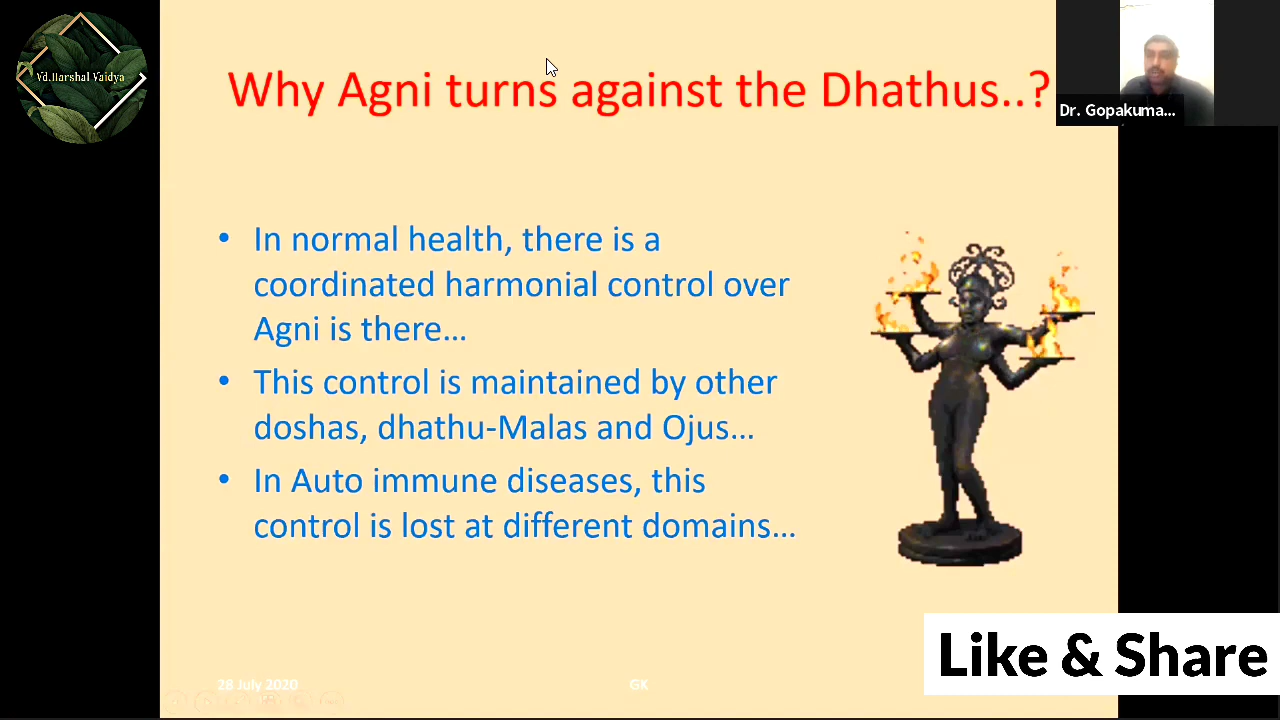 Vd.Harshal Vaidya
Why Agni turns against the Dhathus..?
Dr. Gopakuma...
• In normal health, there is a
coordinated harmonial control over
Agni is there...
• This control is maintained by other
doshas, dhathu-Malas and Ojus...
• In Auto immune diseases, this
control is lost at different domains...
Like & Share
28 July 2020
GK